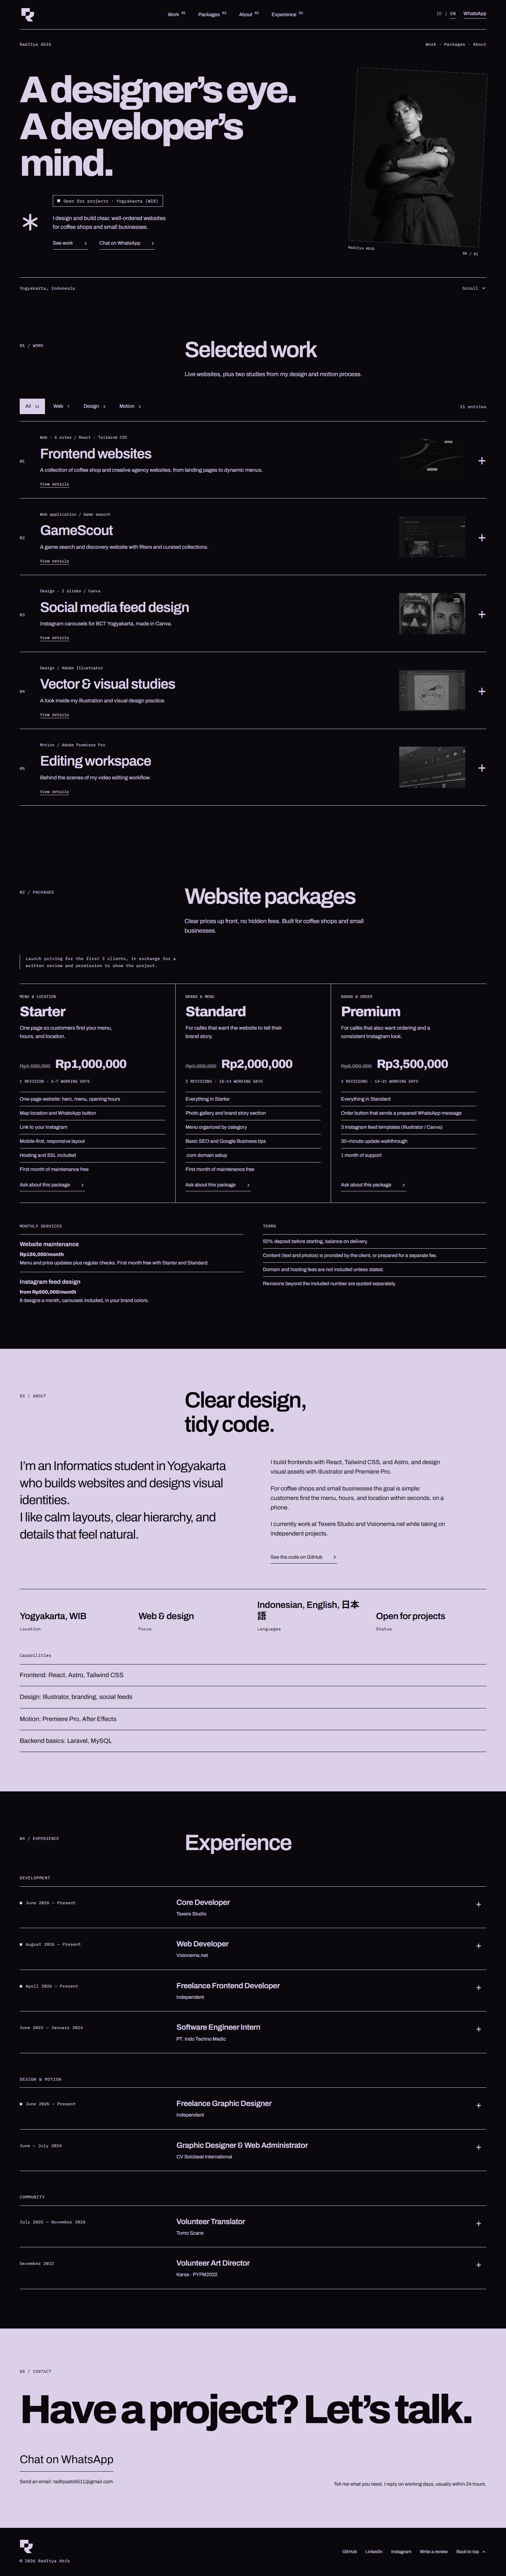 Work 01 Packages 02 About 03 Experience 04
ID | EN WhatsApp
Raditya Abib
Work · Packages · About
A designer's eye.
A developer's
mind.
Open for projects · Yogyakarta (WIB)
I design and build clear, well-ordered websites
for coffee shops and small businesses.
See work
Chat on WhatsApp
Raditya Abib
Yogyakarta, Indonesia
Scroll
01 / WORK
Selected work
Live websites, plus two studies from my design and motion process.
All 11 Web 7 Design 3 Motion 1
11 entries
Web · 6 sites / React · Tailwind CSS
01
Frontend websites
A collection of coffee shop and creative agency websites, from landing pages to dynamic menus.
View details
Web application / Game search
02
GameScout
A game search and discovery website with filters and curated collections.
View details
Design · 2 slides / Canva
03
Social media feed design
Instagram carousels for BCT Yogyakarta, made in Canva.
View details
Design / Adobe Illustrator
04
Vector & visual studies
A look inside my illustration and visual design practice.
View details
Motion / Adobe Premiere Pro
05
Editing workspace
Behind the scenes of my video editing workflow.
View details
02 / PACKAGES
Website packages
Clear prices up front, no hidden fees. Built for coffee shops and small
businesses.
Launch pricing for the first 3 clients, in exchange for a
written review and permission to show the project.
MENU & LOCATION
Starter
One page so customers find your menu,
hours, and location.
Rp1,500,000 Rp1,000,000
1 REVISION · 5–7 WORKING DAYS
One-page website: hero, menu, opening hours
Map location and WhatsApp button
Link to your Instagram
Mobile-first, responsive layout
Hosting and SSL included
First month of maintenance free
Ask about this package
BRAND & MENU
Standard
For cafés that want the website to tell their
brand story.
Rp3,000,000 Rp2,000,000
2 REVISIONS · 10–14 WORKING DAYS
Everything in Starter
Photo gallery and brand story section
Menu organized by category
Basic SEO and Google Business tips
.com domain setup
First month of maintenance free
Ask about this package
BRAND & ORDER
Premium
For cafés that also want ordering and a
consistent Instagram look.
Rp5,000,000 Rp3,500,000
3 REVISIONS · 14–21 WORKING DAYS
Everything in Standard
Order button that sends a prepared WhatsApp message
3 Instagram feed templates (Illustrator / Canva)
30-minute update walkthrough
1 month of support
Ask about this package
MONTHLY SERVICES
Website maintenance
Rp150,000/month
Menu and price updates plus regular checks. First month free with Starter and Standard.
Instagram feed design
from Rp500,000/month
8 designs a month, carousels included, in your brand colors.
TERMS
50% deposit before starting, balance on delivery.
Content (text and photos) is provided by the client, or prepared for a separate fee.
Domain and hosting fees are not included unless stated.
Revisions beyond the included number are quoted separately.
03 / ABOUT
Clear design,
tidy code.
I'm an Informatics student in Yogyakarta
who builds websites and designs visual
identities.
I like calm layouts, clear hierarchy, and
details that feel natural.
I build frontends with React, Tailwind CSS, and Astro, and design
visual assets with Illustrator and Premiere Pro.
For coffee shops and small businesses the goal is simple:
customers find the menu, hours, and location within seconds, on a
phone.
I currently work at Texere Studio and Visionema.net while taking on
independent projects.
See the code on GitHub
Yogyakarta, WIB
Location
Web & design
Focus
Indonesian, English, 日本
語
Languages
Open for projects
Status
Capabilities
Frontend: React, Astro, Tailwind CSS
Design: Illustrator, branding, social feeds
Motion: Premiere Pro, After Effects
Backend basics: Laravel, MySQL
04 / EXPERIENCE
Experience
DEVELOPMENT
June 2026 — Present
Core Developer
Texere Studio
August 2026 — Present
Web Developer
Visionema.net
April 2026 — Present
Freelance Frontend Developer
Independent
June 2023 — January 2024
Software Engineer Intern
PT. Indo Techno Medic
DESIGN & MOTION
June 2025 — Present
Freelance Graphic Designer
Independent
June — July 2024
Graphic Designer & Web Administrator
CV Solobeat International
COMMUNITY
July 2025 — November 2026
Volunteer Translator
Tomo Scans
December 2022
Volunteer Art Director
Karsa · PYFM2022
05 / CONTACT
Have a project? Let's talk.
Chat on WhatsApp
Send an email: radityaabib511@gmail.com
Tell me what you need. I reply on working days, usually within 24 hours.
GitHub LinkedIn Instagram Write a review Back to top
© 2026 Raditya Abib